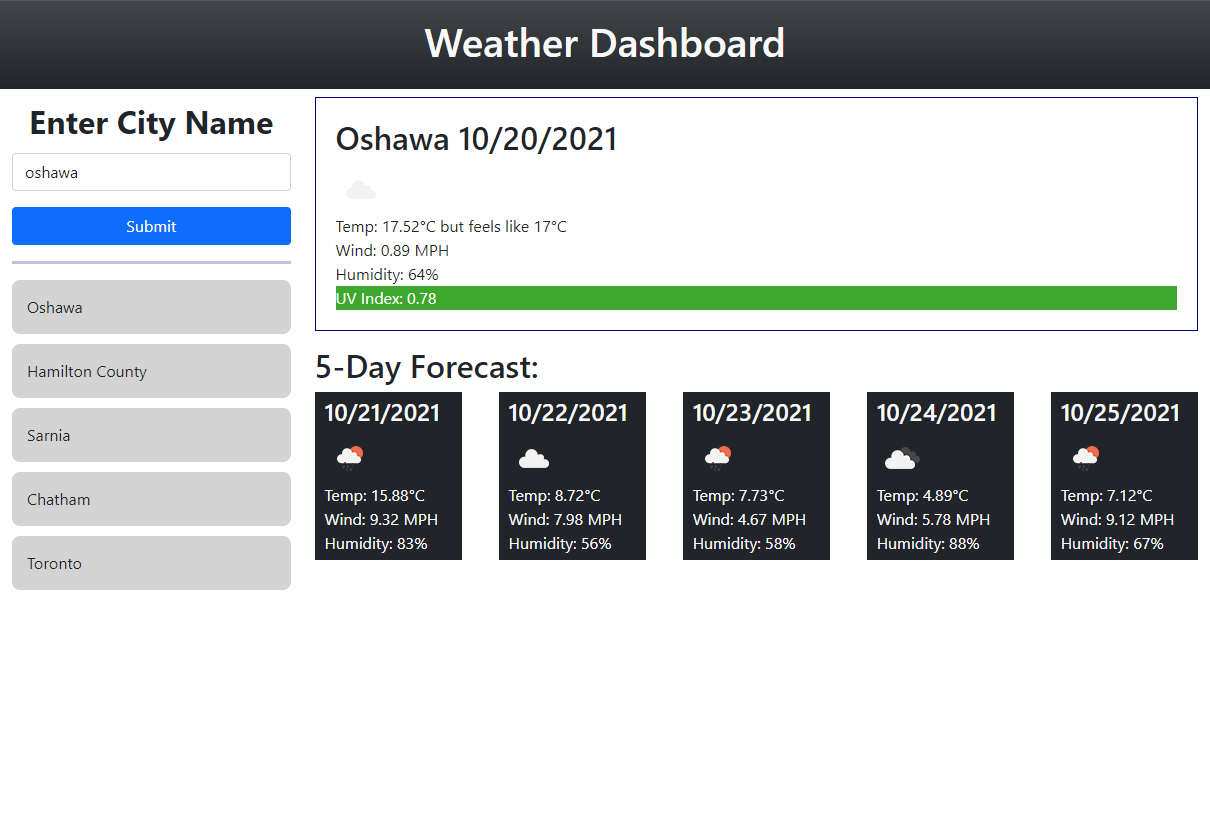 Weather Dashboard
Enter City Name
oshawa
Submit
Oshawa
Hamilton County
Sarnia
Chatham
Toronto
Oshawa 10/20/2021
Temp: 17.52°C but feels like 17°C
Wind: 0.89 MPH
Humidity: 64%
UV Index: 0.78
5-Day Forecast:
10/21/2021
Temp: 15.88°C
Wind: 9.32 MPH
Humidity: 83%
10/22/2021
Temp: 8.72°C
Wind: 7.98 MPH
Humidity: 56%
10/23/2021
Temp: 7.73°C
Wind: 4.67 MPH
Humidity: 58%
10/24/2021
Temp: 4.89°C
Wind: 5.78 MPH
Humidity: 88%
10/25/2021
Temp: 7.12°C
Wind: 9.12 MPH
Humidity: 67%